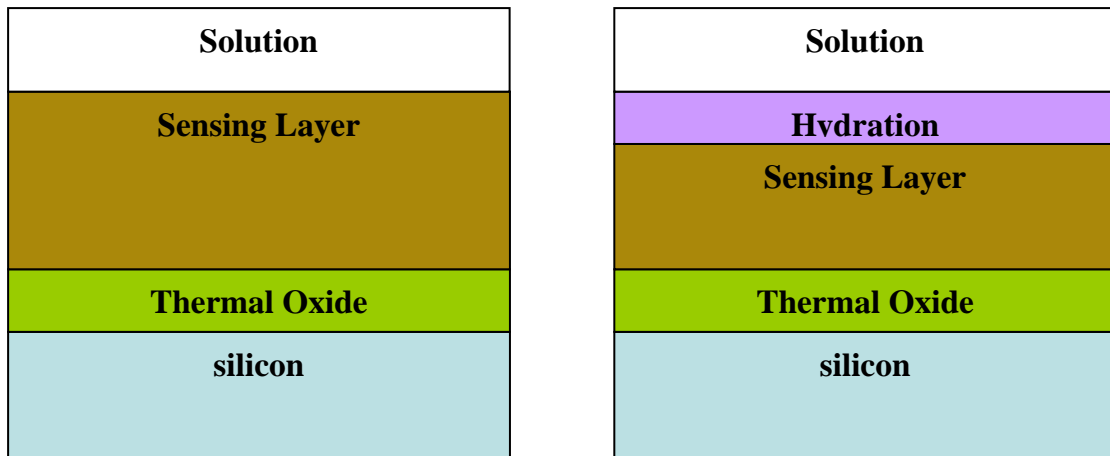 Solution
Sensing Layer
Thermal Oxide
silicon
Solution
Hydration
Sensing Layer
Thermal Oxide
silicon